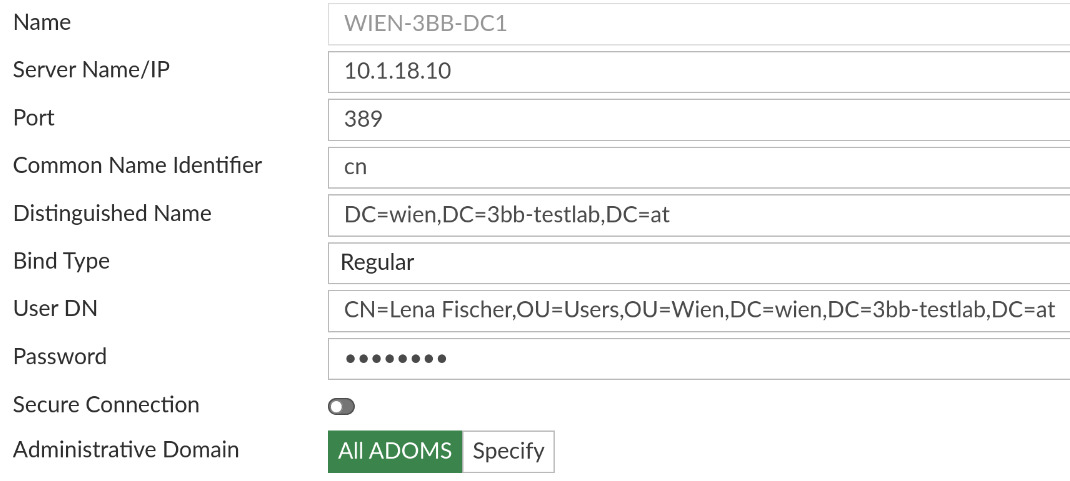 Name WIEN-3BB-DC1
Server Name/IP 10.1.18.10
Port 389
Common Name Identifier cn
Distinguished Name DC=wien,DC=3bb-testlab,DC=at
Bind Type Regular
User DN CN=Lena Fischer,OU=Users,OU=Wien,DC=wien,DC=3bb-testlab,DC=at
Password ••••••••
Secure Connection
Administrative Domain All ADOMS Specify